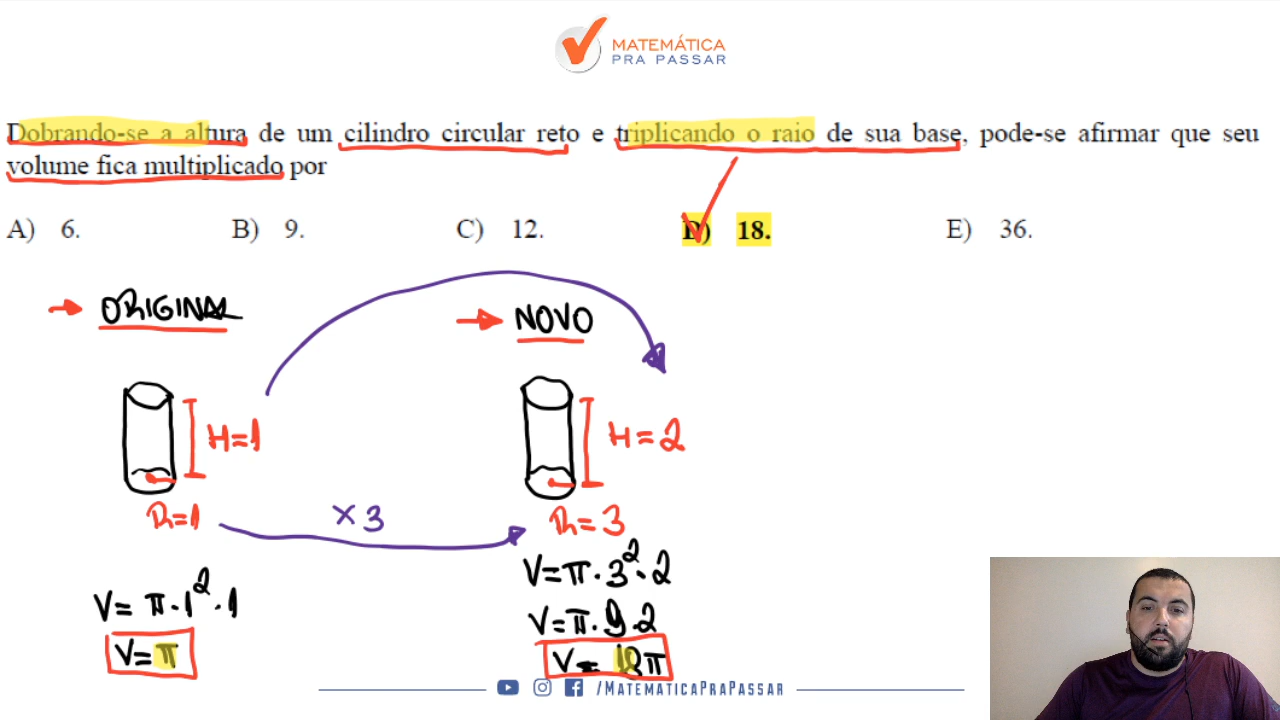 MATEMÁTICA
PRA PASSAR
Dobrando-se a altura de um cilindro circular reto e triplicando o raio de sua base, pode-se afirmar que seu
volume fica multiplicado por
A) 6. B) 9. C) 12. D) 18. E) 36.
ORIGINAL
NOVO
H=1
H=2
R=1
×3
R=3
V=π·3²·2
V=π·1²·1
V=π·9·2
V=π
V=18π
/MATEMATICAPRAPASSAR